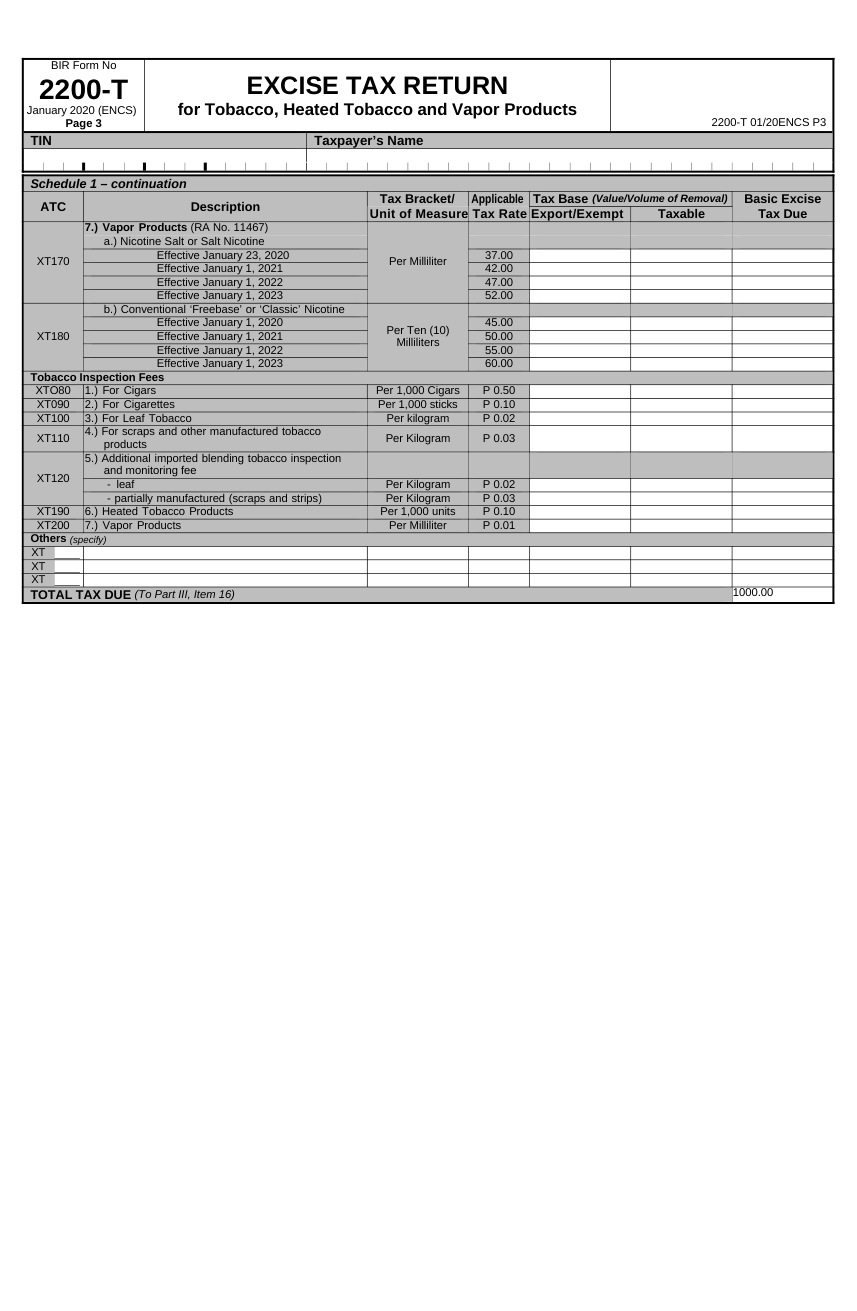 BIR Form No
2200-T
January 2020 (ENCS)
Page 3
EXCISE TAX RETURN
for Tobacco, Heated Tobacco and Vapor Products
2200-T 01/20ENCS P3
TIN Taxpayer’s Name
Schedule 1 – continuation
ATC Description Tax Bracket/ Unit of Measure Applicable Tax Rate Tax Base (Value/Volume of Removal) Export/Exempt Taxable Basic Excise Tax Due
7.) Vapor Products (RA No. 11467)
a.) Nicotine Salt or Salt Nicotine
XT170 Per Milliliter
Effective January 23, 2020 37.00
Effective January 1, 2021 42.00
Effective January 1, 2022 47.00
Effective January 1, 2023 52.00
b.) Conventional ‘Freebase’ or ‘Classic’ Nicotine
XT180 Per Ten (10) Milliliters
Effective January 1, 2020 45.00
Effective January 1, 2021 50.00
Effective January 1, 2022 55.00
Effective January 1, 2023 60.00
Tobacco Inspection Fees
XTO80 1.) For Cigars Per 1,000 Cigars P 0.50
XT090 2.) For Cigarettes Per 1,000 sticks P 0.10
XT100 3.) For Leaf Tobacco Per kilogram P 0.02
XT110 4.) For scraps and other manufactured tobacco products Per Kilogram P 0.03
XT120 5.) Additional imported blending tobacco inspection and monitoring fee
- leaf Per Kilogram P 0.02
- partially manufactured (scraps and strips) Per Kilogram P 0.03
XT190 6.) Heated Tobacco Products Per 1,000 units P 0.10
XT200 7.) Vapor Products Per Milliliter P 0.01
Others (specify)
XT
XT
XT
TOTAL TAX DUE (To Part III, Item 16) 1000.00